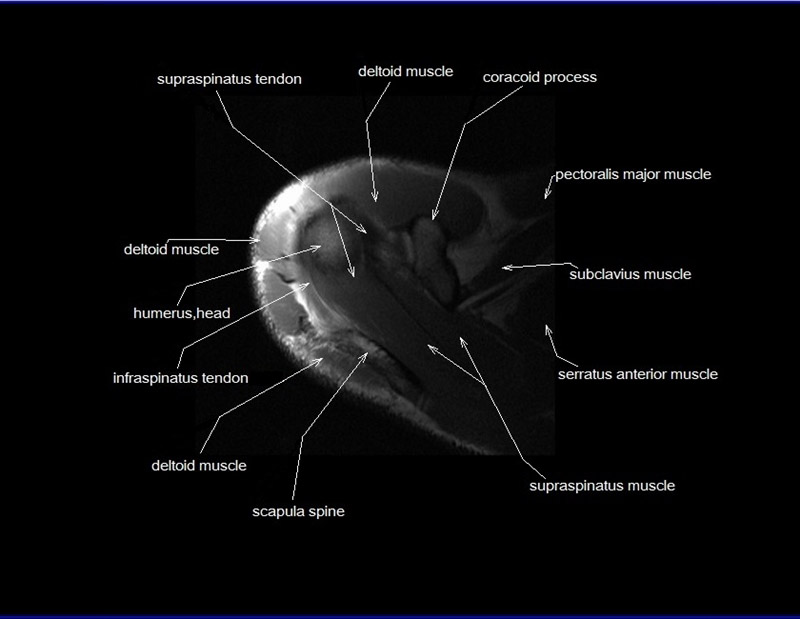 supraspinatus tendon
deltoid muscle
coracoid process
pectoralis major muscle
deltoid muscle
subclavius muscle
humerus,head
infraspinatus tendon
serratus anterior muscle
deltoid muscle
supraspinatus muscle
scapula spine